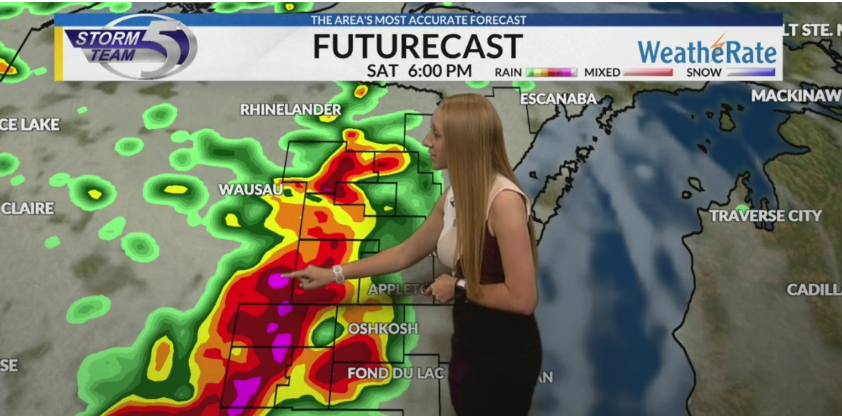 THE AREA'S MOST ACCURATE FORECAST
STORM TEAM 5
FUTURECAST
WeatheRate
SAT 6:00 PM
RAIN MIXED SNOW
LT STE. M
RHINELANDER
ESCANABA
MACKINAW
CE LAKE
WAUSAU
CLAIRE
TRAVERSE CITY
APPLET
CADILL
OSHKOSH
SE
FOND DU LAC
AN